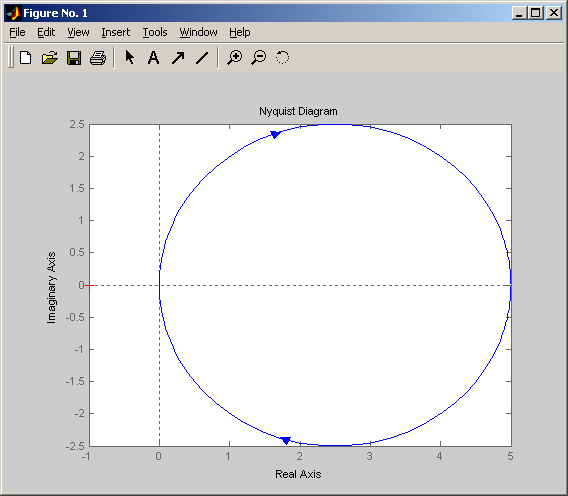 Figure No. 1
File Edit View Insert Tools Window Help
A
Nyquist Diagram
2.5
2
1.5
1
0.5
0
-0.5
-1
-1.5
-2
-2.5
Imaginary Axis
-1 0 1 2 3 4 5
Real Axis